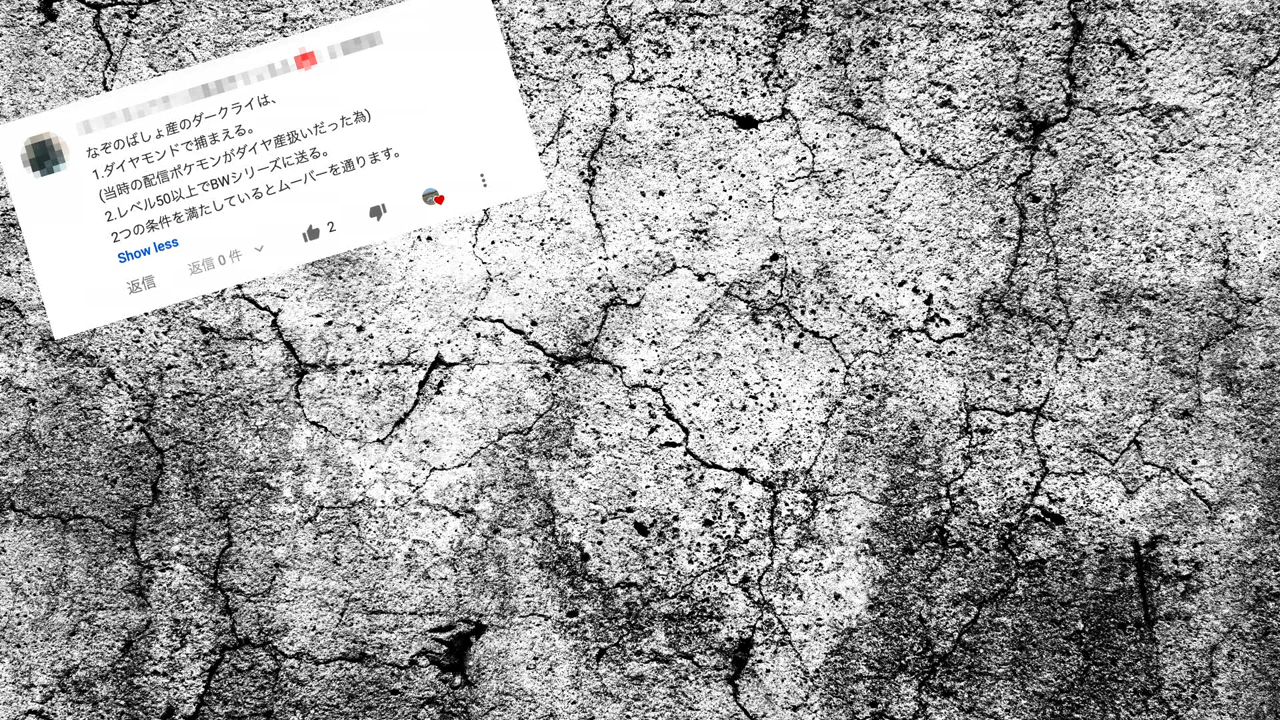 なぞのばしょ産のダークライは、
1.ダイヤモンドで捕まえる。
(当時の配信ポケモンがダイヤ産扱いだった為)
2.レベル50以上でBWシリーズに送る。
2つの条件を満たしているとムーバーを通ります。
Show less
2
返信
返信 0 件